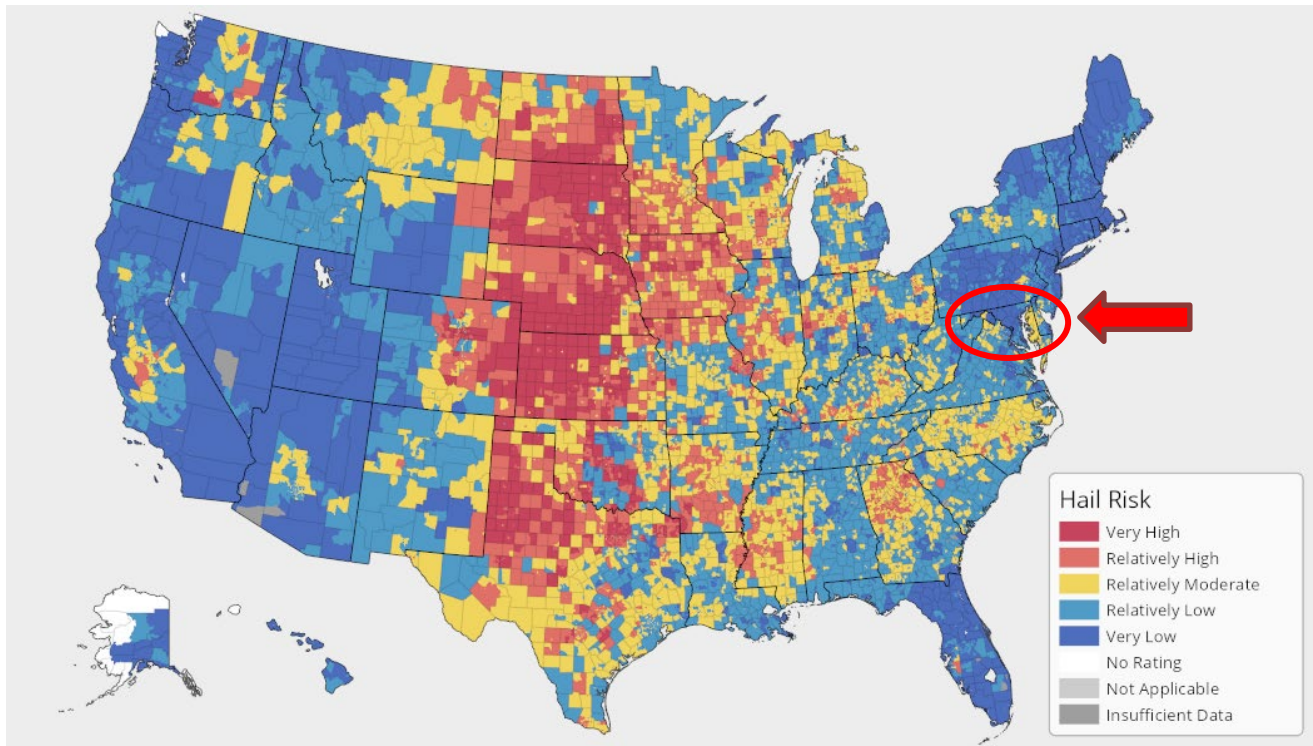 Hail Risk
Very High
Relatively High
Relatively Moderate
Relatively Low
Very Low
No Rating
Not Applicable
Insufficient Data